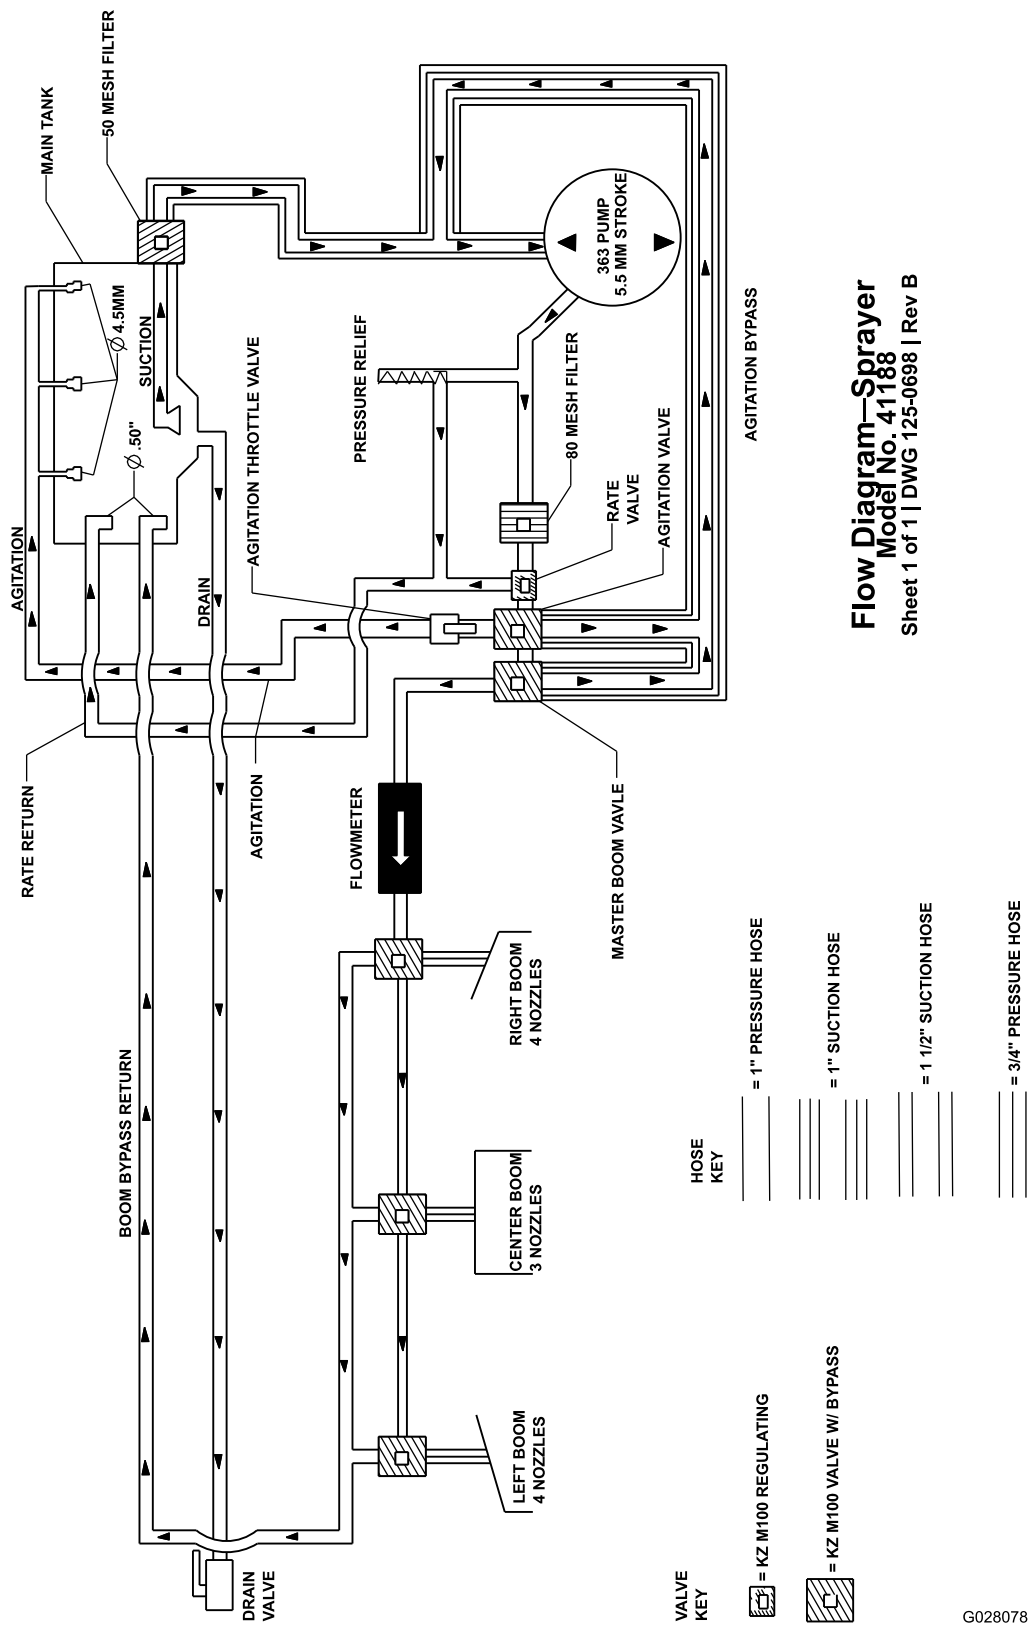 Flow Diagram—Sprayer
Model No. 41188
Sheet 1 of 1 | DWG 125-0698 | Rev B
50 MESH FILTER
MAIN TANK
Ø 4.5MM
SUCTION
Ø .50"
AGITATION
DRAIN
AGITATION THROTTLE VALVE
PRESSURE RELIEF
363 PUMP
5.5 MM STROKE
80 MESH FILTER
RATE
VALVE
AGITATION VALVE
AGITATION BYPASS
RATE RETURN
AGITATION
FLOWMETER
MASTER BOOM VAVLE
BOOM BYPASS RETURN
RIGHT BOOM
4 NOZZLES
CENTER BOOM
3 NOZZLES
LEFT BOOM
4 NOZZLES
DRAIN
VALVE
HOSE
KEY
= 1" PRESSURE HOSE
= 1" SUCTION HOSE
= 1 1/2" SUCTION HOSE
= 3/4" PRESSURE HOSE
VALVE
KEY
= KZ M100 REGULATING
= KZ M100 VALVE W/ BYPASS
G028078